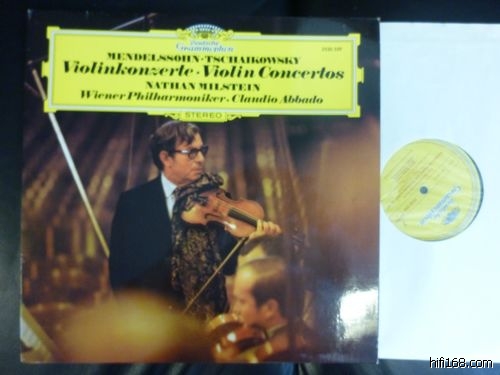 Deutsche
Grammophon
MENDELSSOHN·TSCHAIKOWSKY
Violinkonzerte·Violin Concertos
NATHAN MILSTEIN
Wiener Philharmoniker·Claudio Abbado
STEREO
hifi168.com